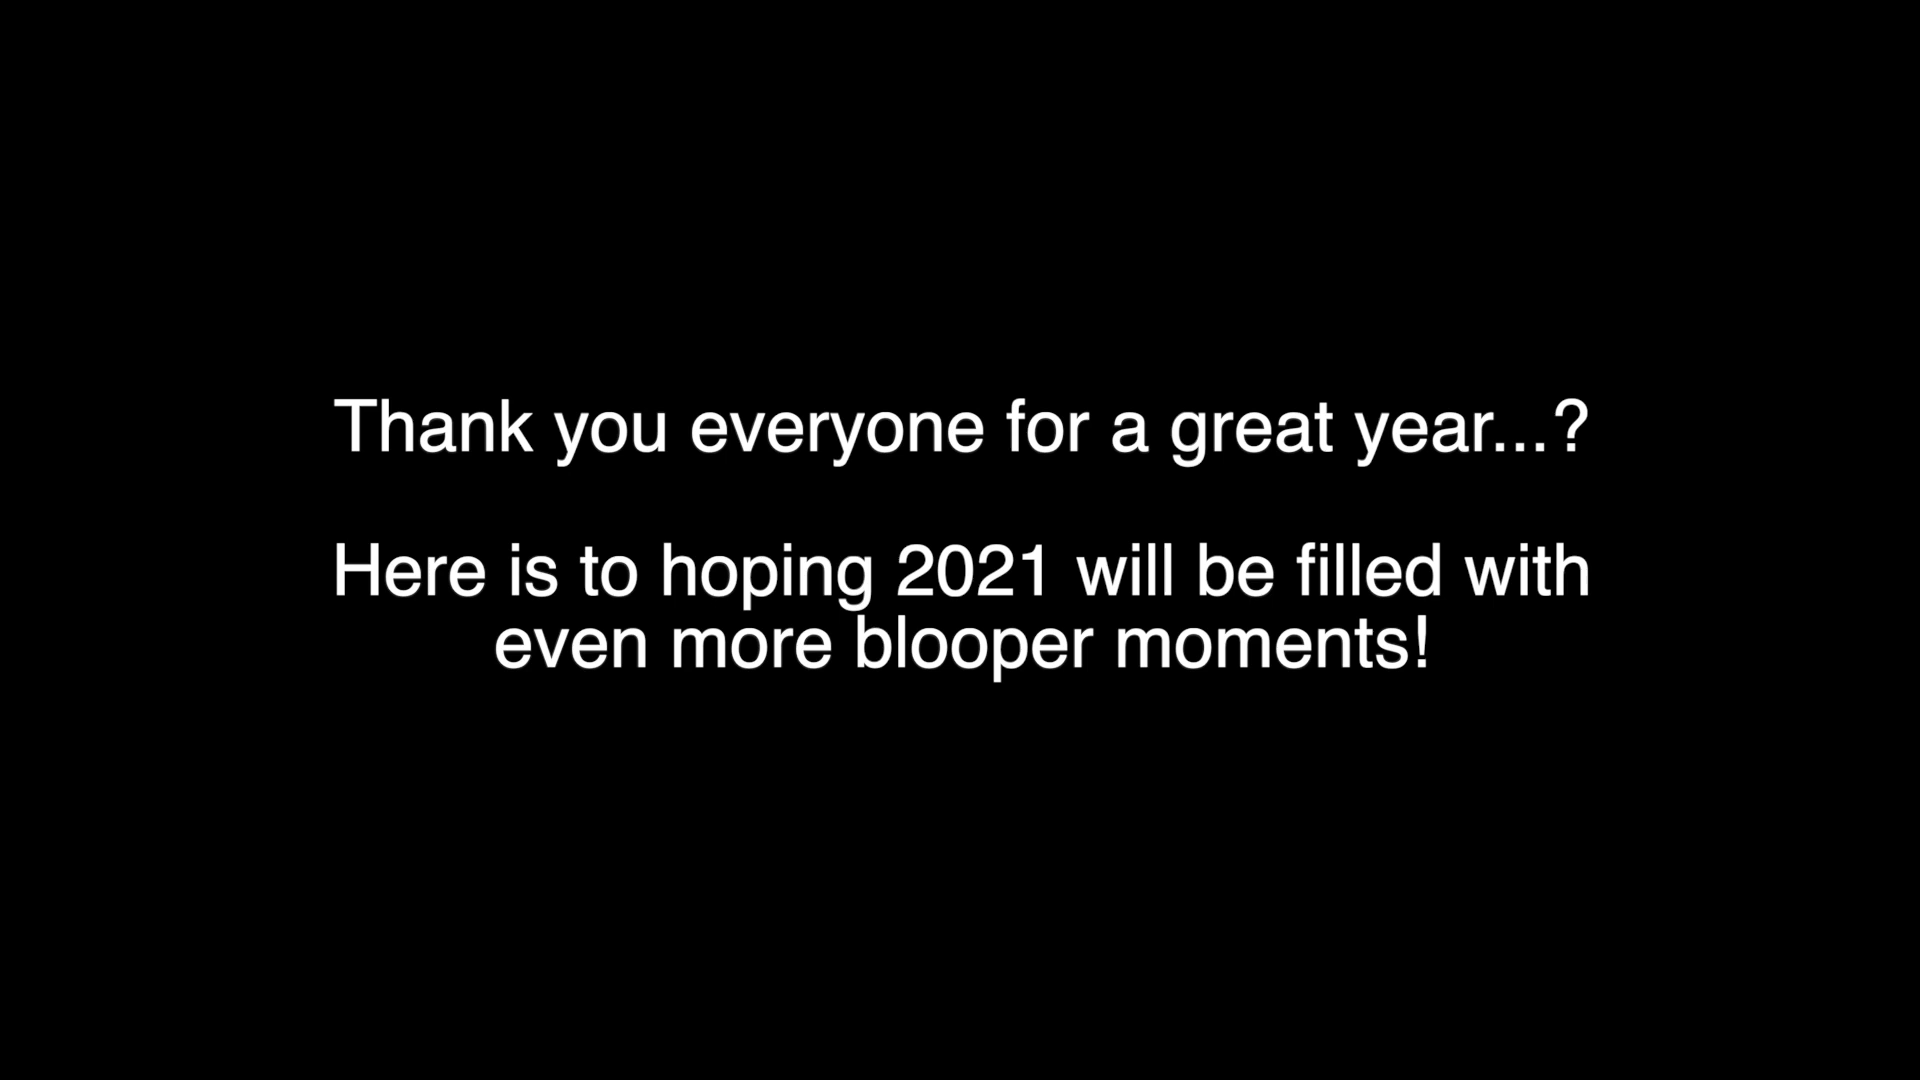 Thank you everyone for a great year...?
Here is to hoping 2021 will be filled with
even more blooper moments!